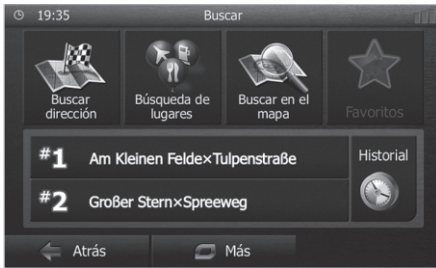 19:35 Buscar
Buscar dirección
Búsqueda de lugares
Buscar en el mapa
Favoritos
#1 Am Kleinen Felde×Tulpenstraße
Historial
#2 Großer Stern×Spreeweg
Atrás
Más